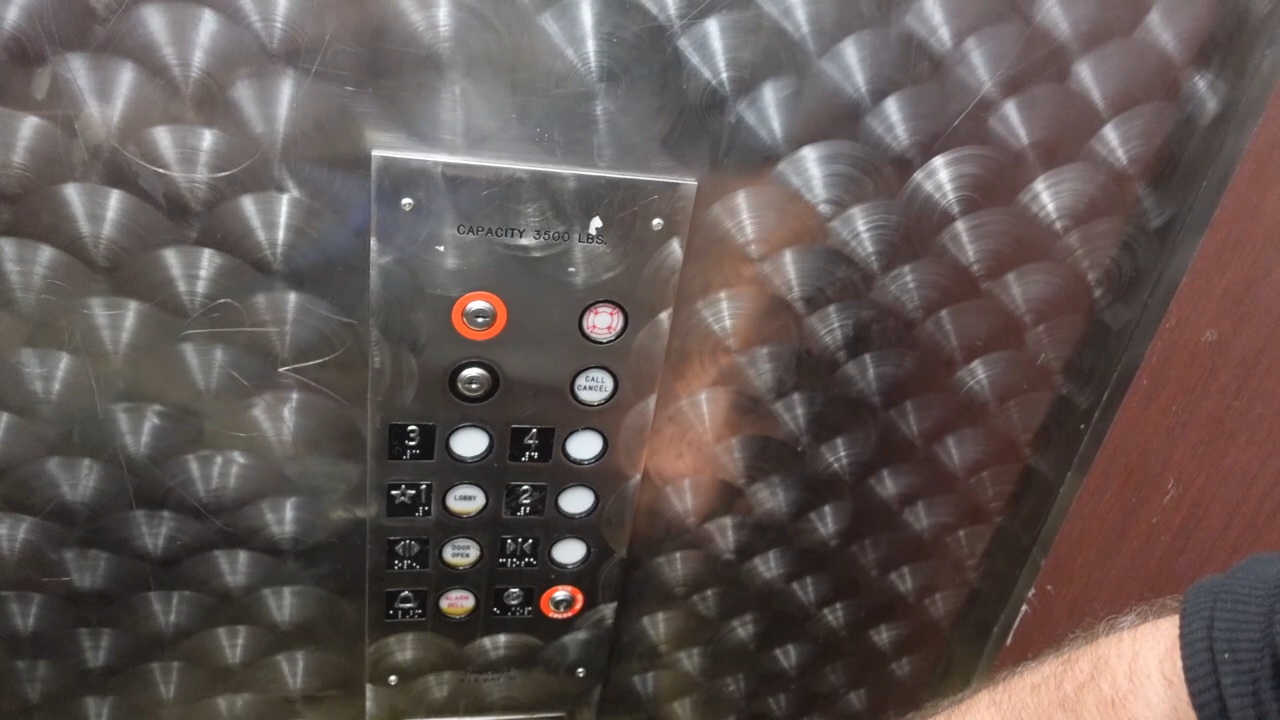 CAPACITY 3500 LBS.
CALL
CANCEL
3
4
★1
LOBBY
2
DOOR
OPEN
ALARM
BELL